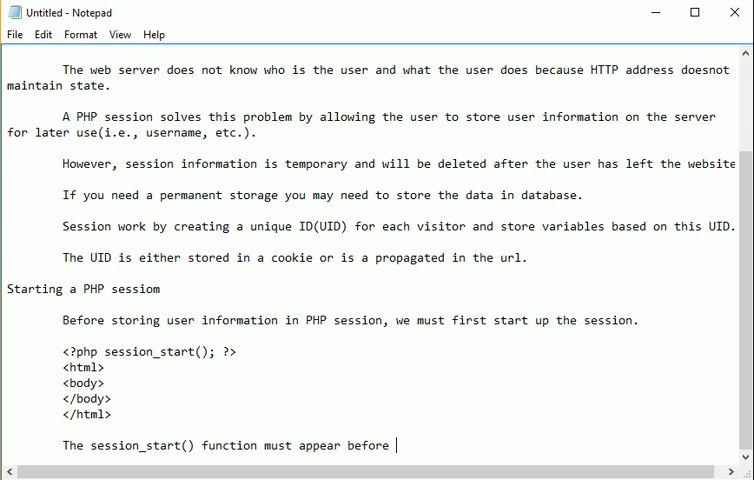 Untitled - Notepad
File Edit Format View Help
The web server does not know who is the user and what the user does because HTTP address doesnot
maintain state.
A PHP session solves this problem by allowing the user to store user information on the server
for later use(i.e., username, etc.).
However, session information is temporary and will be deleted after the user has left the website
If you need a permanent storage you may need to store the data in database.
Session work by creating a unique ID(UID) for each visitor and store variables based on this UID.
The UID is either stored in a cookie or is a propagated in the url.
Starting a PHP sessiom
Before storing user information in PHP session, we must first start up the session.
<?php session_start(); ?>
<html>
<body>
</body>
</html>
The session_start() function must appear before